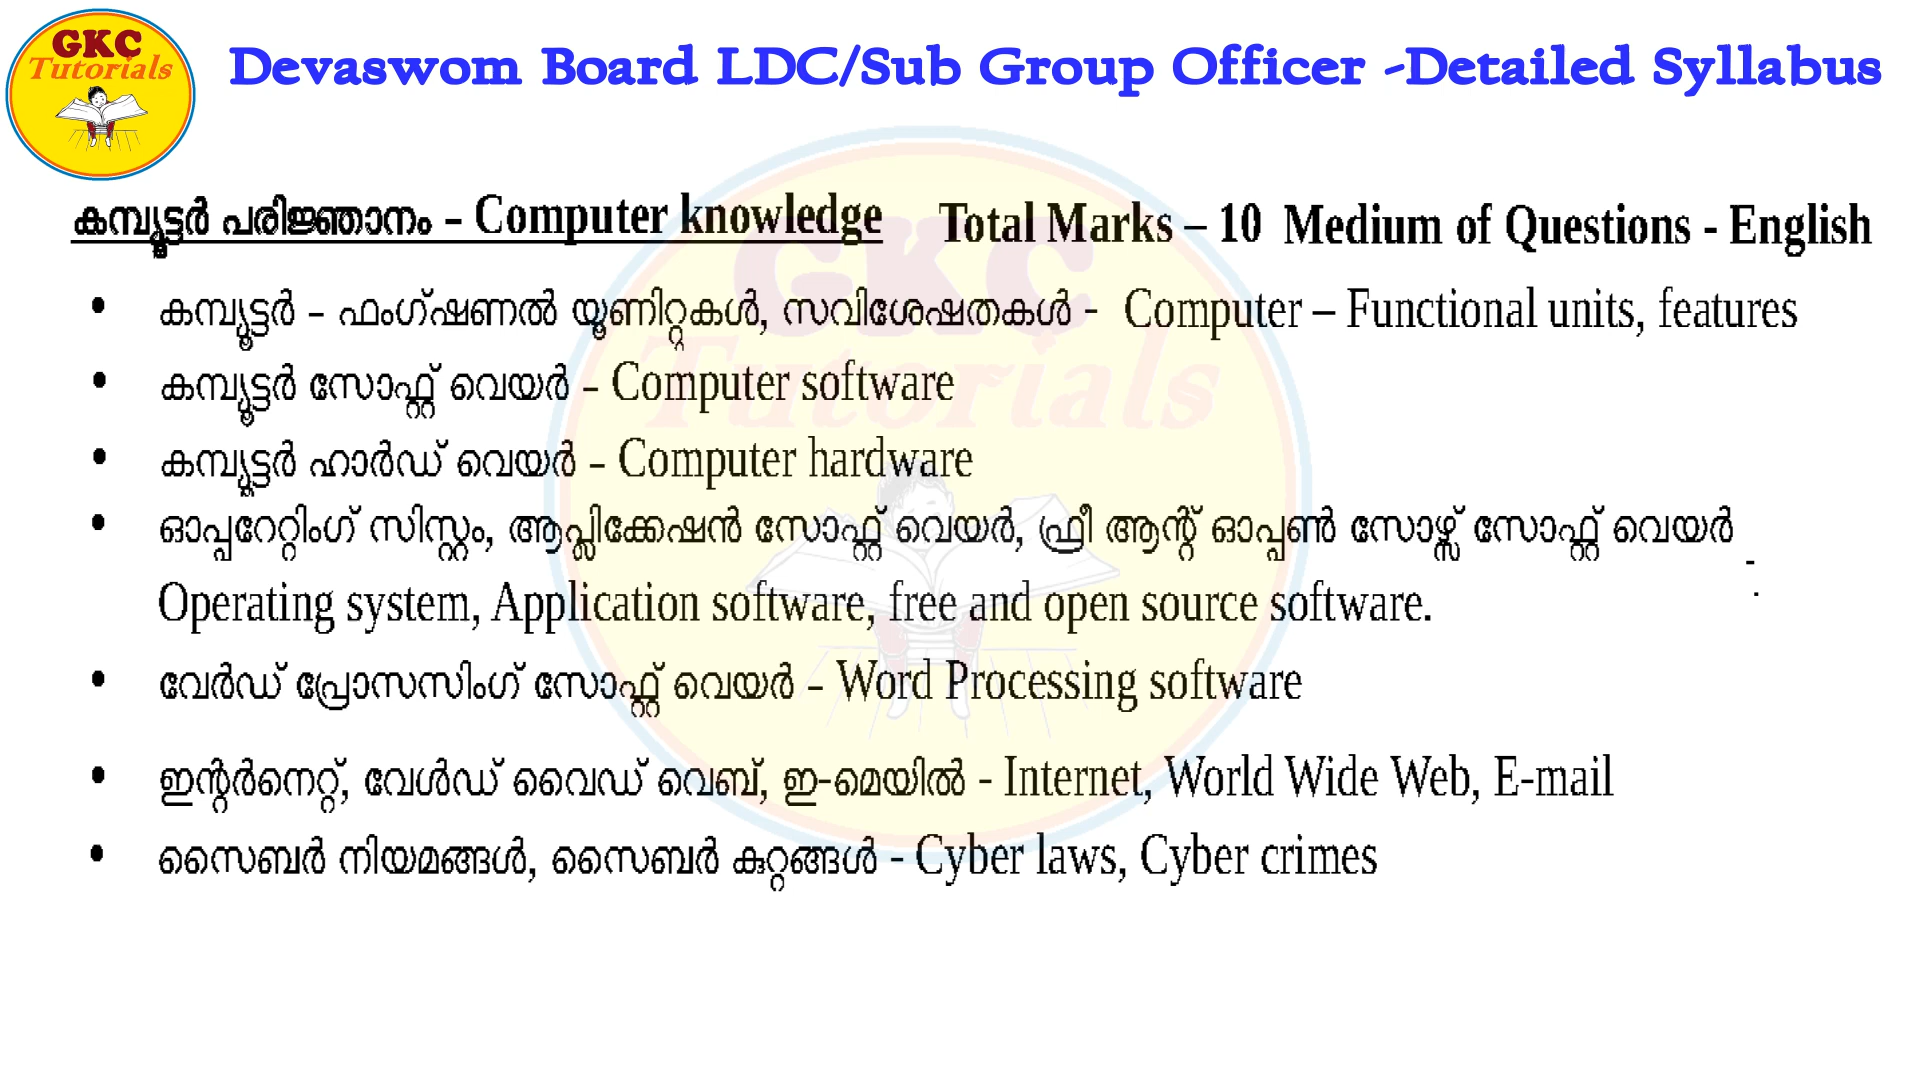 GKC
Tutorials
Devaswom Board LDC/Sub Group Officer -Detailed Syllabus
കമ്പ്യൂട്ടർ പരിജ്ഞാനം – Computer knowledge Total Marks – 10 Medium of Questions - English
• കമ്പ്യൂട്ടർ – ഫംഗ്ഷണൽ യൂണിറ്റുകൾ, സവിശേഷതകൾ - Computer – Functional units, features
• കമ്പ്യൂട്ടർ സോഫ്റ്റ് വെയർ – Computer software
• കമ്പ്യുട്ടർ ഹാർഡ് വെയർ – Computer hardware
• ഓപ്പറേറ്റിംഗ് സിസ്റ്റം, ആപ്ലിക്കേഷൻ സോഫ്റ്റ് വെയർ, ഫ്രീ ആന്റ് ഓപ്പൺ സോഴ്സ് സോഫ്റ്റ് വെയർ -
Operating system, Application software, free and open source software.
• വേർഡ് പ്രോസസിംഗ് സോഫ്റ്റ് വെയർ – Word Processing software
• ഇന്റർനെറ്റ്, വേൾഡ് വൈഡ് വെബ്, ഇ-മെയിൽ - Internet, World Wide Web, E-mail
• സൈബർ നിയമങ്ങൾ, സൈബർ കുറ്റങ്ങൾ - Cyber laws, Cyber crimes
GKC
Tutorials